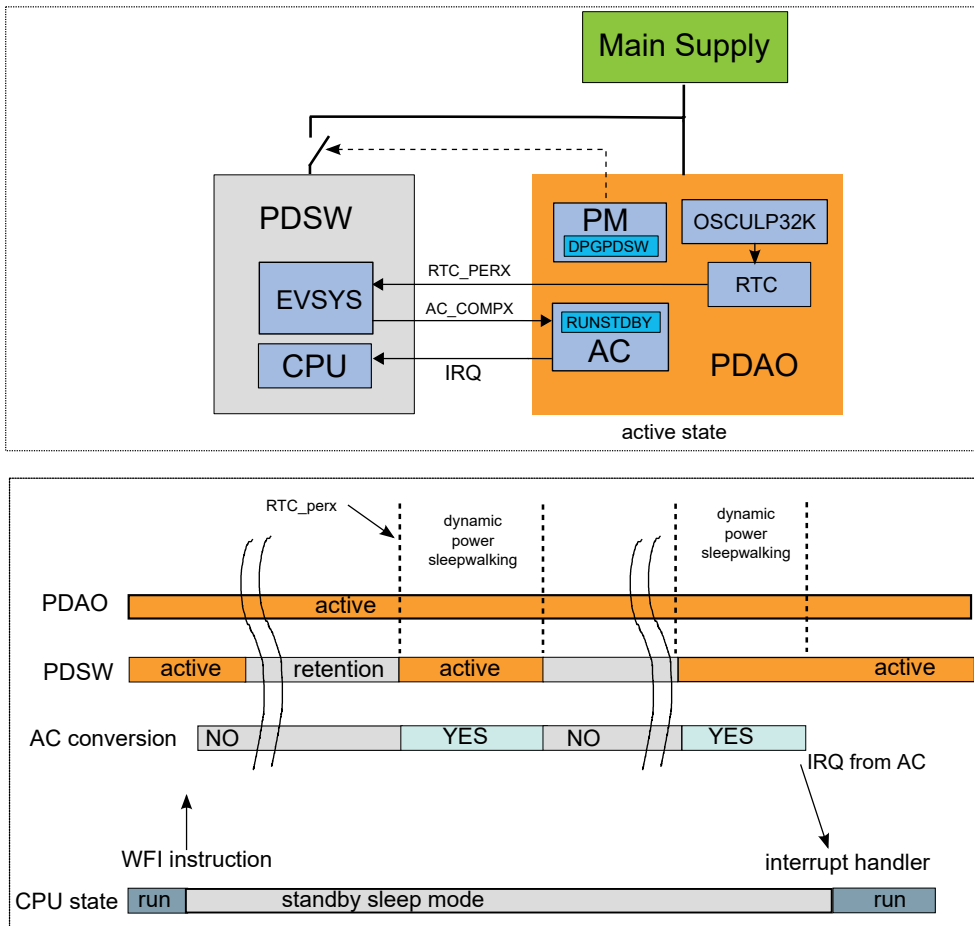 Main Supply
PDSW
PM
DPGPDSW
OSCULP32K
RTC_PERX
RTC
EVSYS
AC_COMPX
RUNSTDBY
AC
CPU
IRQ
PDAO
active state
RTC_perx
dynamic
power
sleepwalking
dynamic
power
sleepwalking
PDAO
active
PDSW
active
retention
active
active
AC conversion
NO
YES
NO
YES
IRQ from AC
WFI instruction
interrupt handler
CPU state
run
standby sleep mode
run